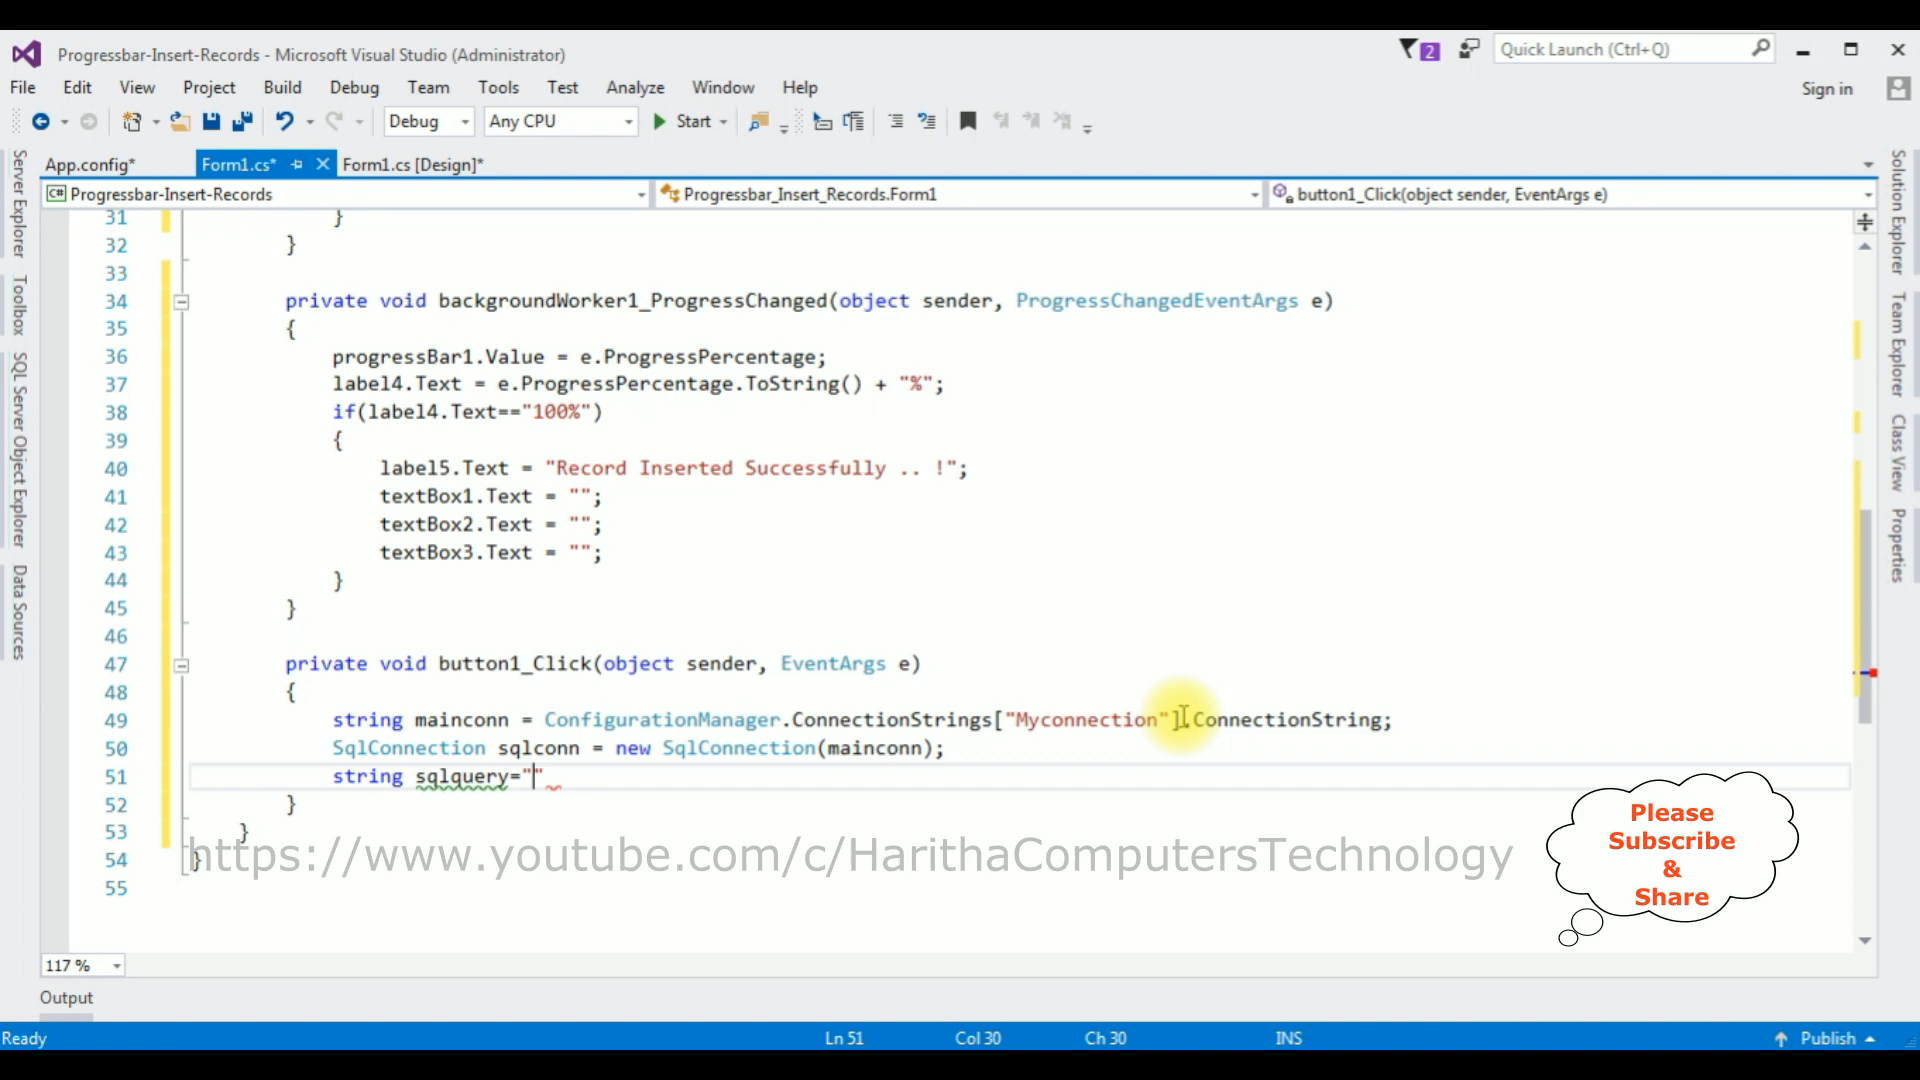 Progressbar-Insert-Records - Microsoft Visual Studio (Administrator)
2
Quick Launch (Ctrl+Q)
File Edit View Project Build Debug Team Tools Test Analyze Window Help
Sign in
Debug Any CPU Start
App.config* Form1.cs* Form1.cs [Design]*
C# Progressbar-Insert-Records Progressbar_Insert_Records.Form1 button1_Click(object sender, EventArgs e)
31 }
32 }
33
34 private void backgroundWorker1_ProgressChanged(object sender, ProgressChangedEventArgs e)
35 {
36 progressBar1.Value = e.ProgressPercentage;
37 label4.Text = e.ProgressPercentage.ToString() + "%";
38 if(label4.Text=="100%")
39 {
40 label5.Text = "Record Inserted Successfully .. !";
41 textBox1.Text = "";
42 textBox2.Text = "";
43 textBox3.Text = "";
44 }
45 }
46
47 private void button1_Click(object sender, EventArgs e)
48 {
49 string mainconn = ConfigurationManager.ConnectionStrings["Myconnection"].ConnectionString;
50 SqlConnection sqlconn = new SqlConnection(mainconn);
51 string sqlquery=""
52 }
53 }
54 }
55
https://www.youtube.com/c/HarithaComputersTechnology
Please
Subscribe
&
Share
Server Explorer
Toolbox
SQL Server Object Explorer
Data Sources
Solution Explorer
Team Explorer
Class View
Properties
117 %
Output
Ready Ln 51 Col 30 Ch 30 INS Publish